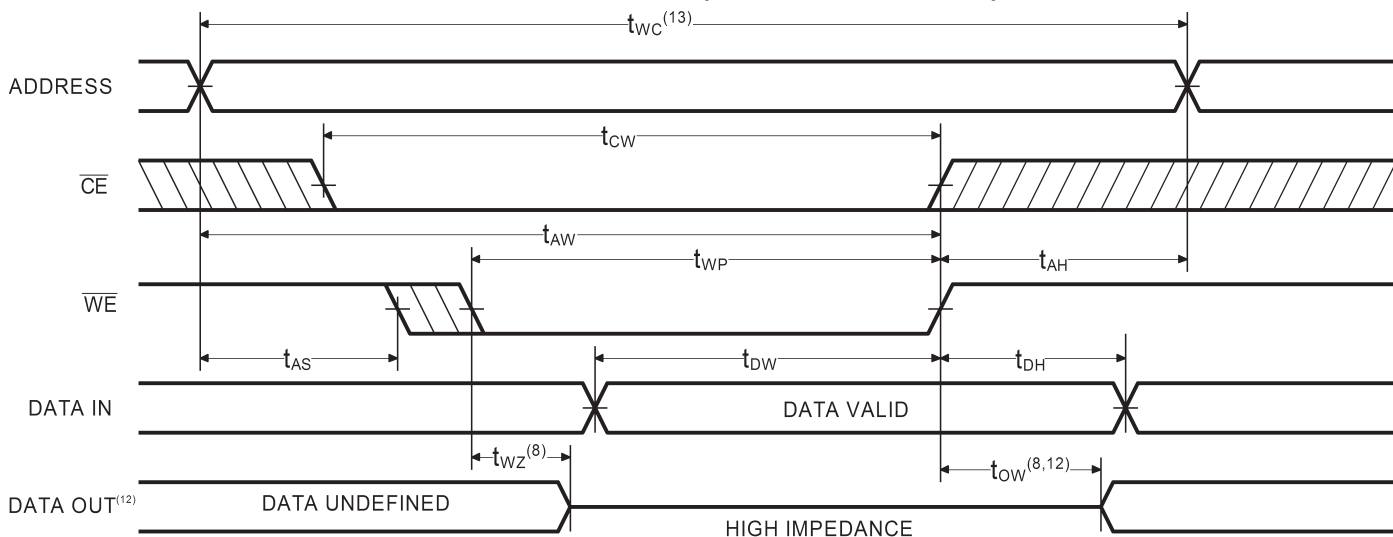 tWC(13)
ADDRESS
tCW
CE
tAW
tWP
tAH
WE
tAS
tDW
tDH
DATA IN
DATA VALID
tWZ(8)
tOW(8,12)
DATA OUT(12)
DATA UNDEFINED
HIGH IMPEDANCE